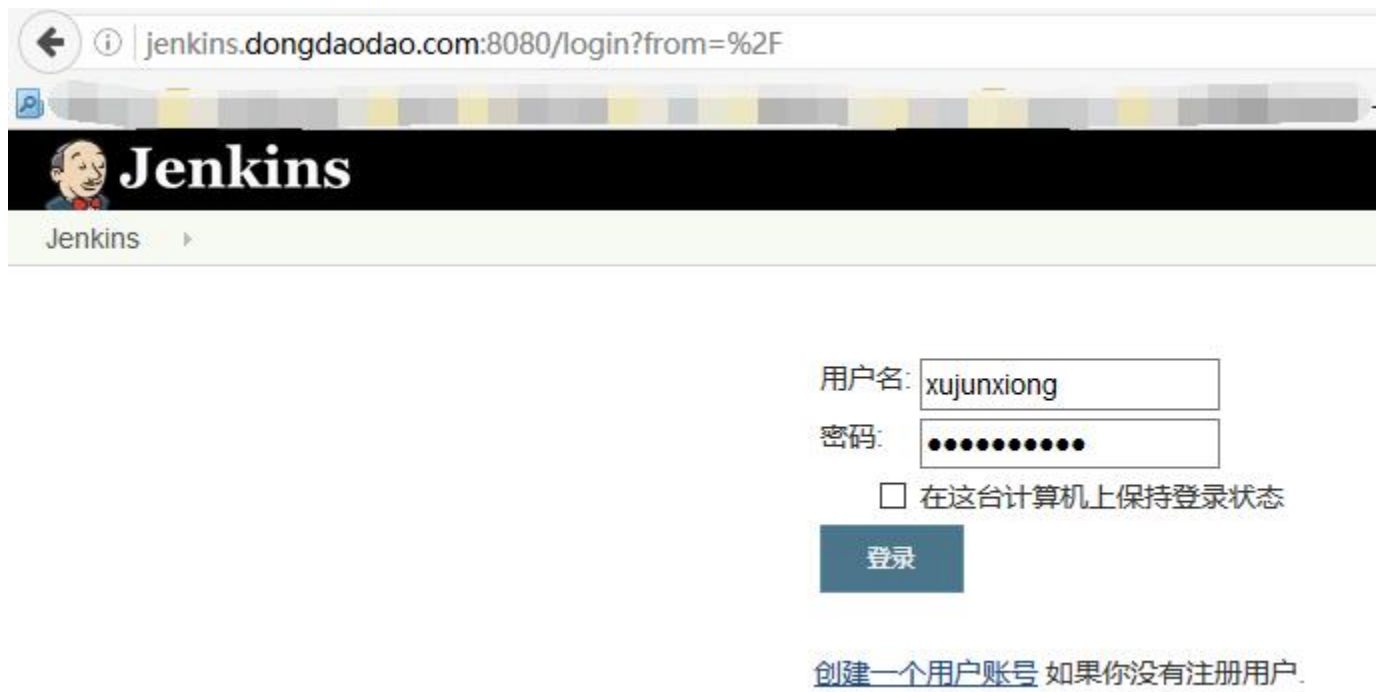 jenkins.dongdaodao.com:8080/login?from=%2F
Jenkins
Jenkins
用户名: xujunxiong
密码: ●●●●●●●●●●
在这台计算机上保持登录状态
登录
创建一个用户账号 如果你没有注册用户.